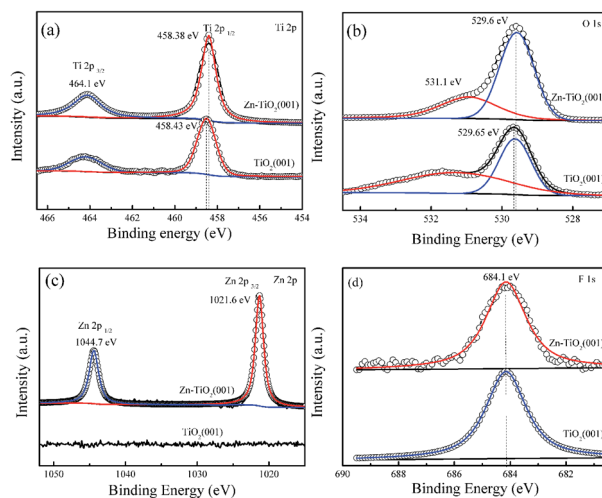 (a)
458.38 eV
Ti 2p 1/2
Ti 2p
Ti 2p 3/2
464.1 eV
Zn-TiO2(001)
458.43 eV
TiO2(001)
Intensity (a.u.)
466 464 462 460 458 456 454
Binding energy (eV)
(b)
529.6 eV
O 1s
531.1 eV
Zn-TiO2(001)
529.65 eV
TiO2(001)
Intensity (a.u.)
534 532 530 528
Binding Energy (eV)
(c)
Zn 2p 3/2
Zn 2p
1021.6 eV
Zn 2p 1/2
1044.7 eV
Zn-TiO2(001)
TiO2(001)
Intensity (a.u.)
1050 1040 1030 1020
Binding Energy (eV)
(d)
684.1 eV
F 1s
Zn-TiO2(001)
TiO2(001)
Intensity (a.u.)
690 688 686 684 682
Binding Energy (eV)